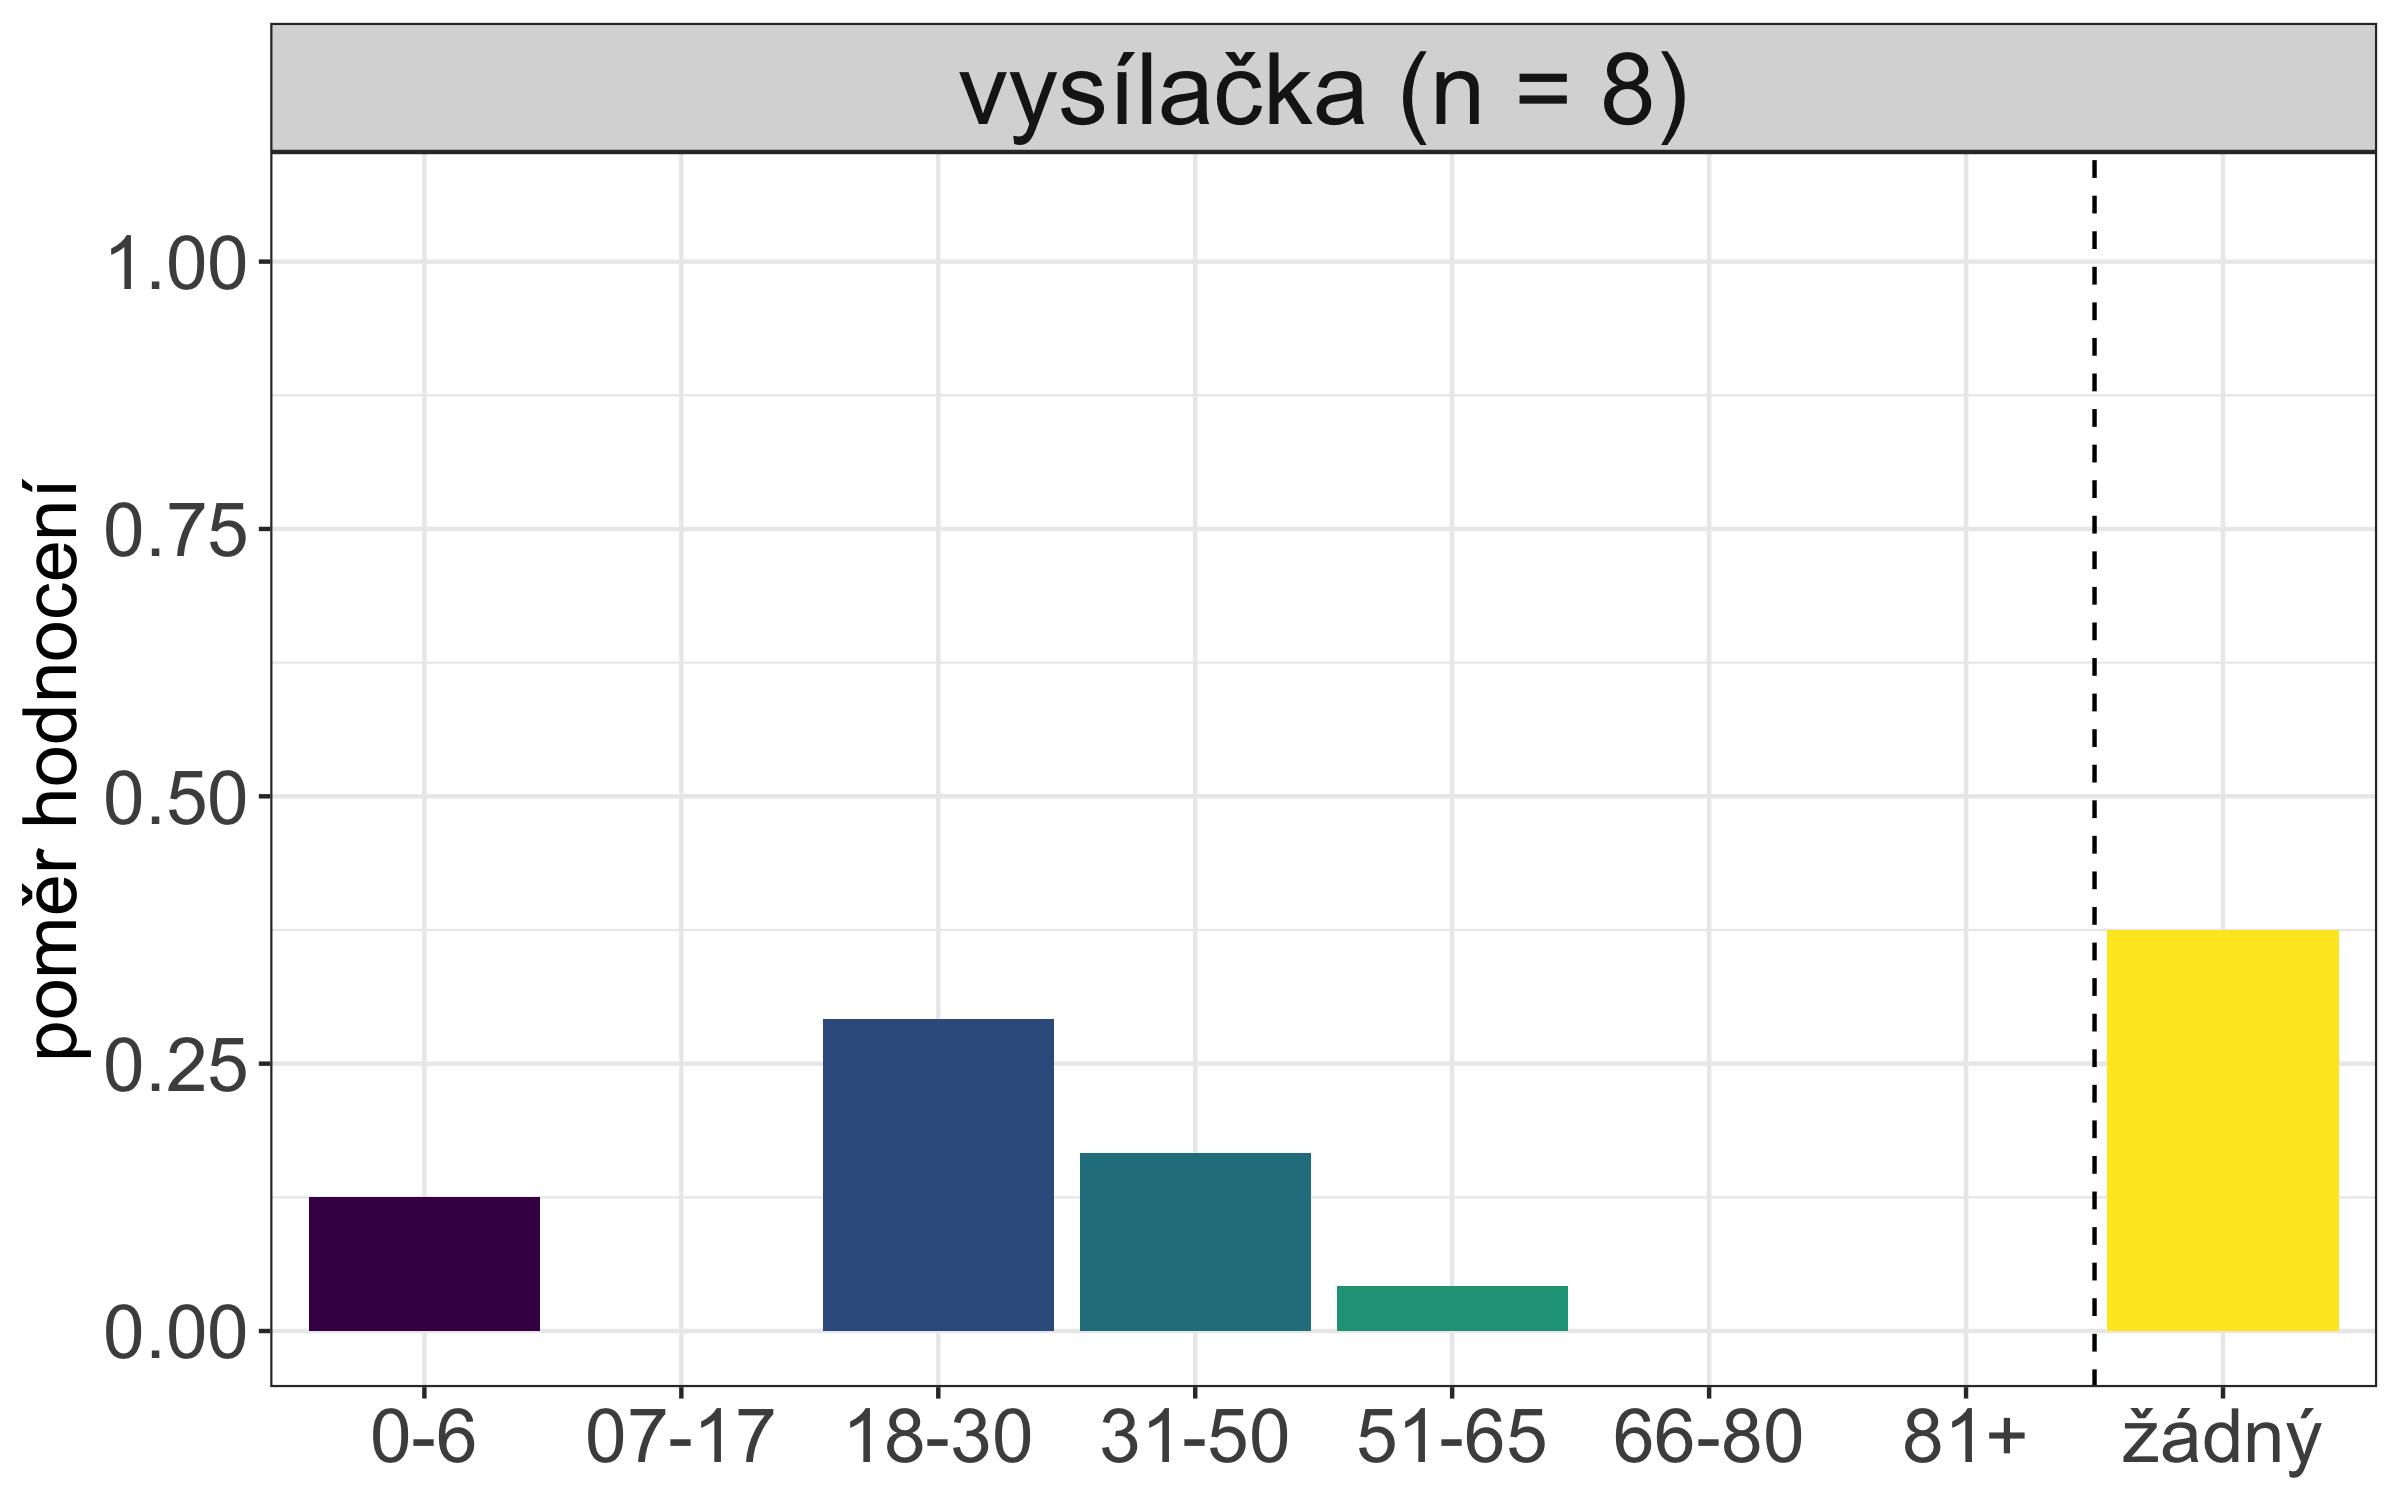 vysílačka (n = 8)
poměr hodnocení
1.00
0.75
0.50
0.25
0.00
0-6 07-17 18-30 31-50 51-65 66-80 81+ žádný